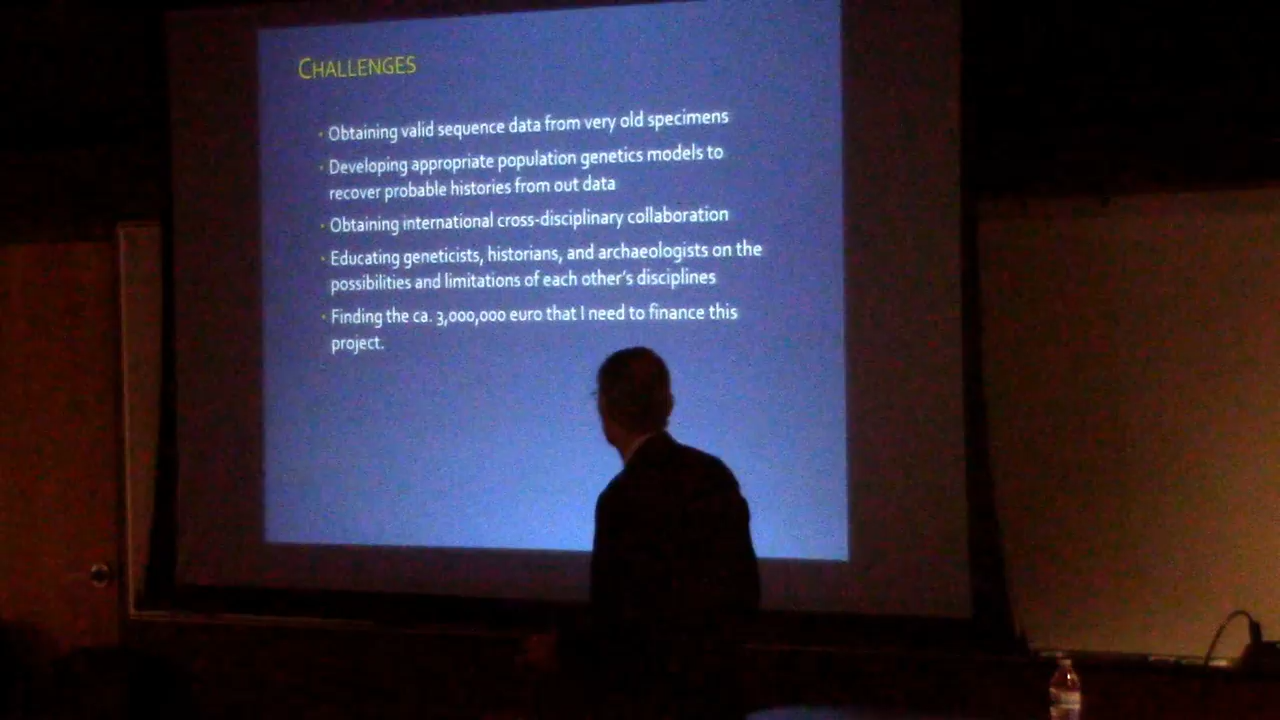 CHALLENGES
• Obtaining valid sequence data from very old specimens
• Developing appropriate population genetics models to
recover probable histories from out data
• Obtaining international cross-disciplinary collaboration
• Educating geneticists, historians, and archaeologists on the
possibilities and limitations of each other's disciplines
• Finding the ca. 3,000,000 euro that I need to finance this
project.